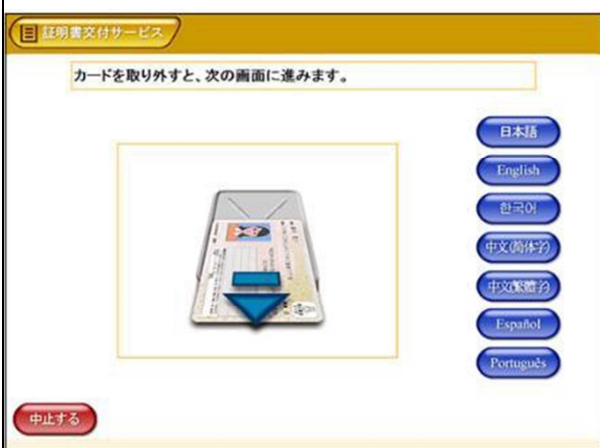 証明書交付サービス
カードを取り外すと、次の画面に進みます。
日本語
English
한국어
中文(简体字)
中文(繁體字)
Español
Português
中止する